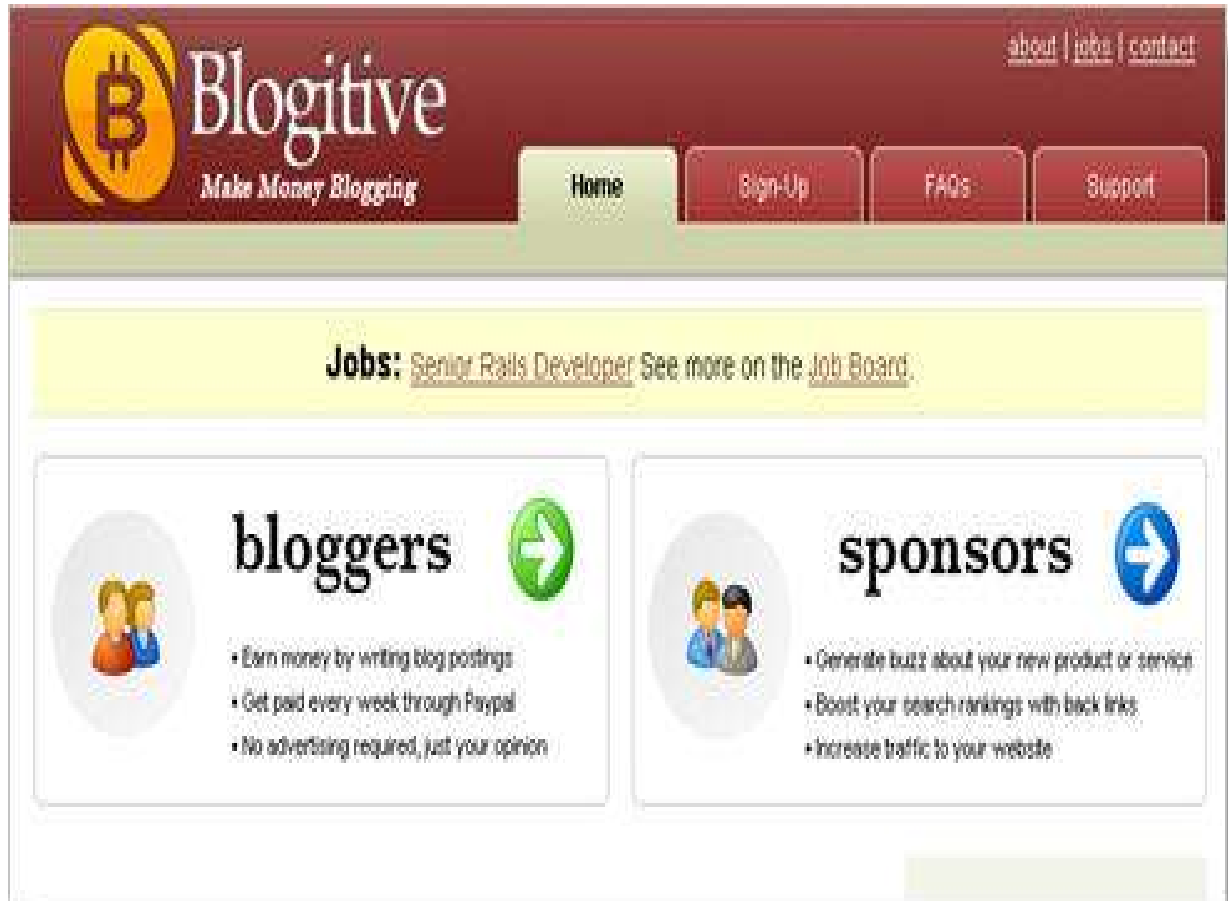 about | jobs | contact
Blogitive
Make Money Blogging
Home
Sign-Up
FAQs
Support
Jobs: Senior Rails Developer See more on the Job Board.
bloggers
• Earn money by writing blog postings
• Get paid every week through Paypal
• No advertising required, just your opinion
sponsors
• Generate buzz about your new product or service
• Boost your search rankings with back links
• Increase traffic to your website